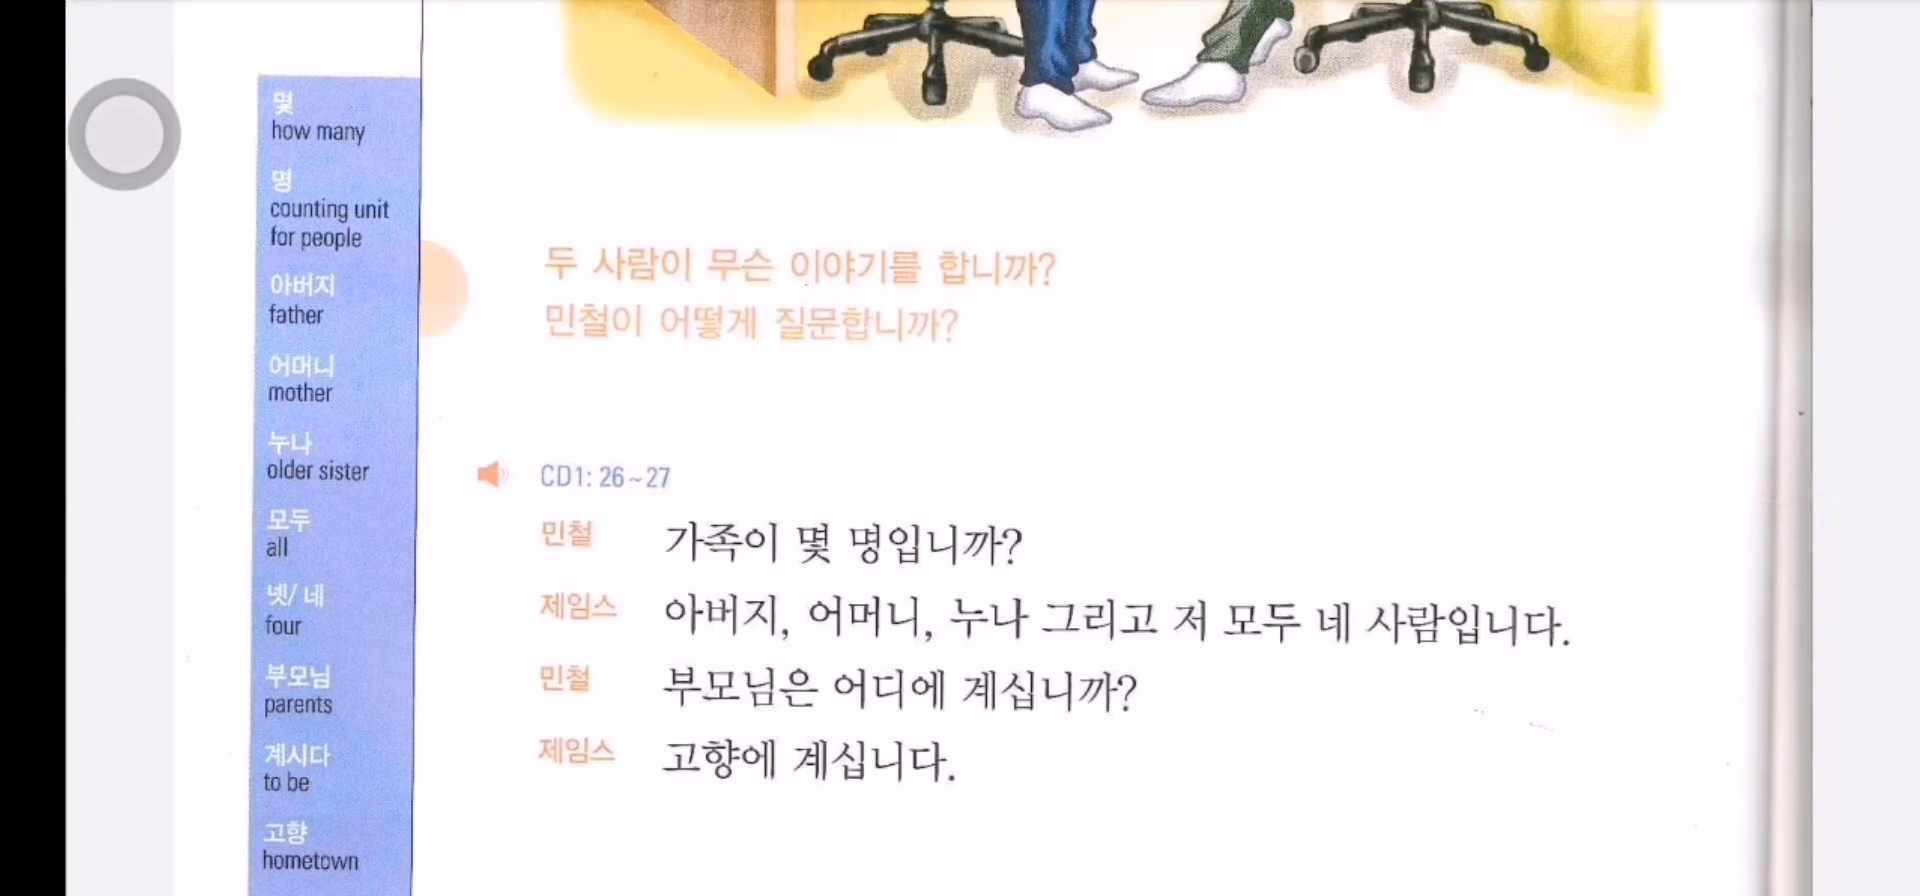 몇
how many
명
counting unit
for people
아버지
father
어머니
mother
누나
older sister
모두
all
넷/ 네
four
부모님
parents
계시다
to be
고향
hometown
두 사람이 무슨 이야기를 합니까?
민철이 어떻게 질문합니까?
CD1: 26~27
민철 가족이 몇 명입니까?
제임스 아버지, 어머니, 누나 그리고 저 모두 네 사람입니다.
민철 부모님은 어디에 계십니까?
제임스 고향에 계십니다.